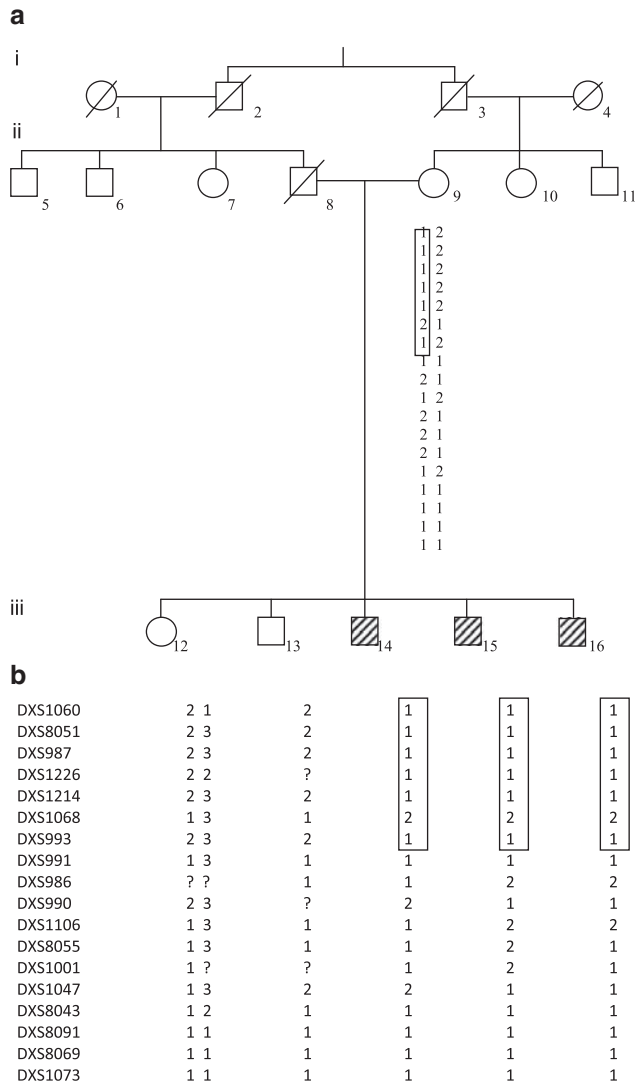 a
i
1 2 3 4
ii
5 6 7 8 9 10 11
1 2
1 2
1 2
1 2
1 2
2 1
1 2
1 1
2 1
1 2
2 1
2 1
2 1
1 2
1 1
1 1
1 1
1 1
iii
12 13 14 15 16
b
DXS1060 2 1 2 1 1 1
DXS8051 2 3 2 1 1 1
DXS987 2 3 2 1 1 1
DXS1226 2 2 ? 1 1 1
DXS1214 2 3 2 1 1 1
DXS1068 1 3 1 2 2 2
DXS993 2 3 2 1 1 1
DXS991 1 3 1 1 1 1
DXS986 ? ? 1 1 2 2
DXS990 2 3 ? 2 1 1
DXS1106 1 3 1 1 2 2
DXS8055 1 3 1 1 2 1
DXS1001 1 ? ? 1 2 1
DXS1047 1 3 2 2 1 1
DXS8043 1 2 1 1 1 1
DXS8091 1 1 1 1 1 1
DXS8069 1 1 1 1 1 1
DXS1073 1 1 1 1 1 1